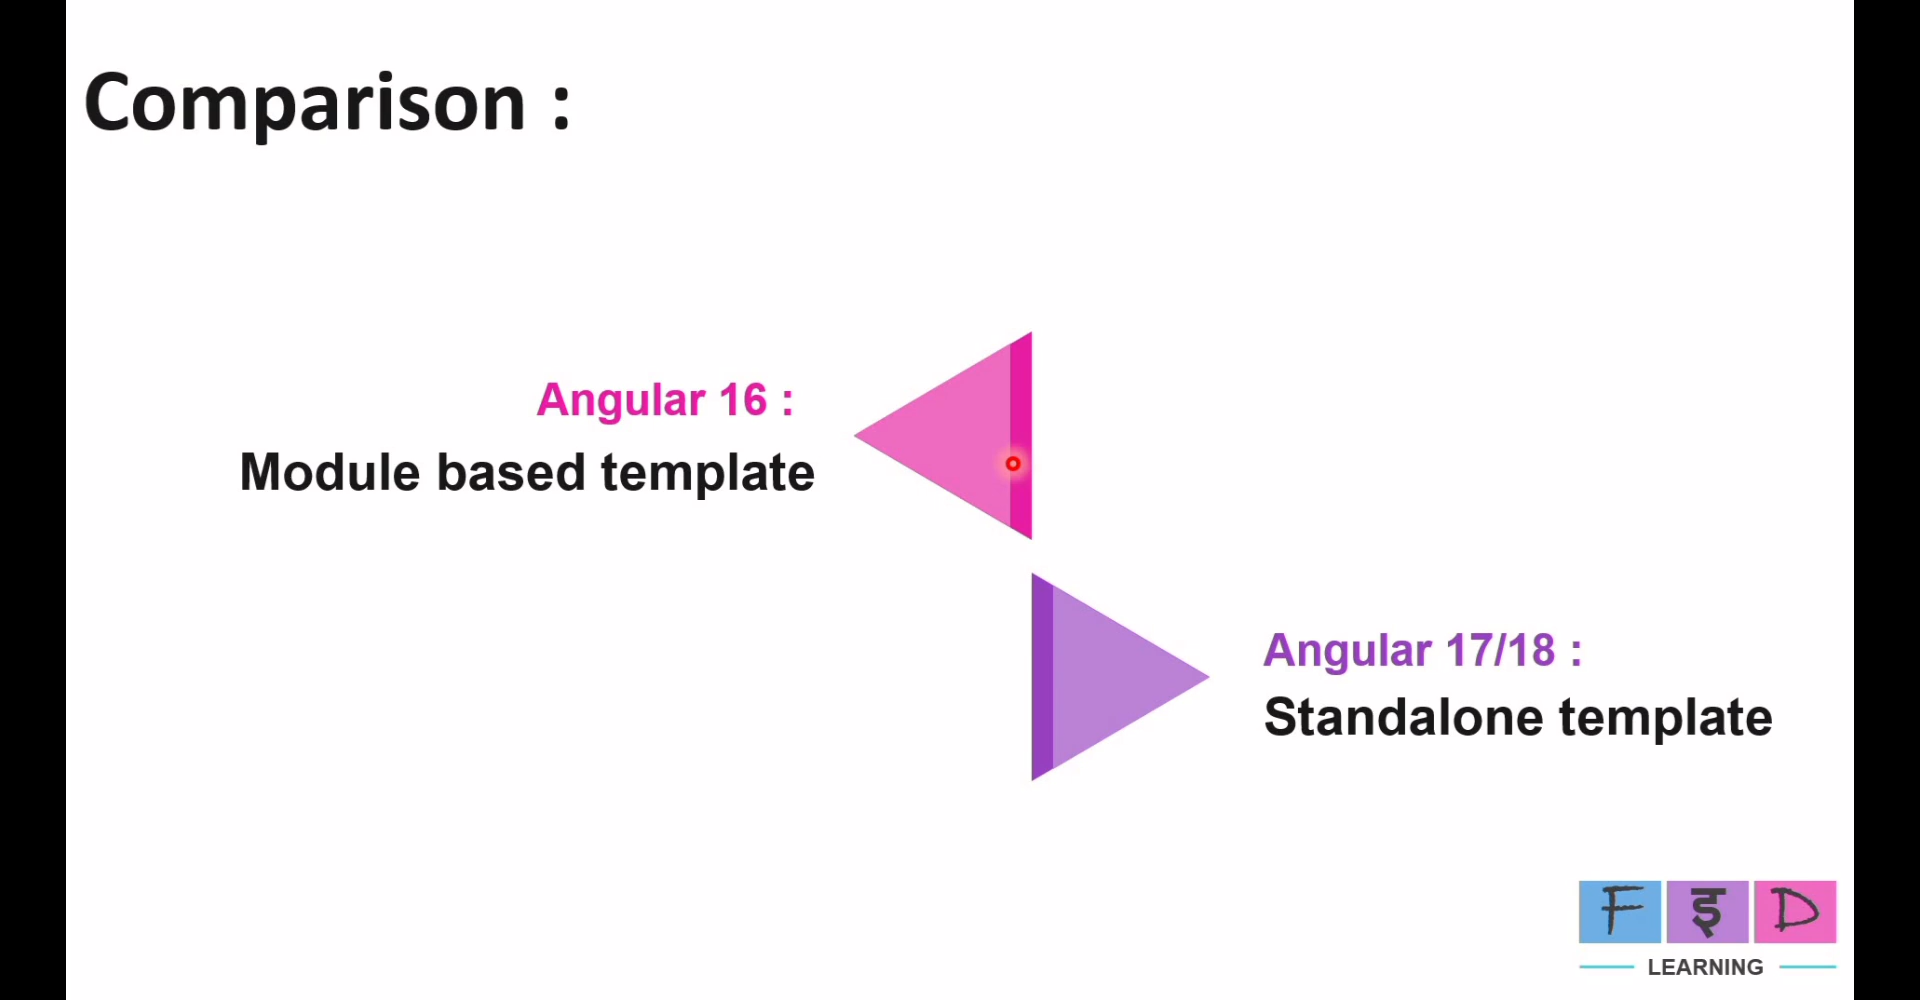 Comparison :
Angular 16 :
Module based template
Angular 17/18 :
Standalone template
F इ D
LEARNING